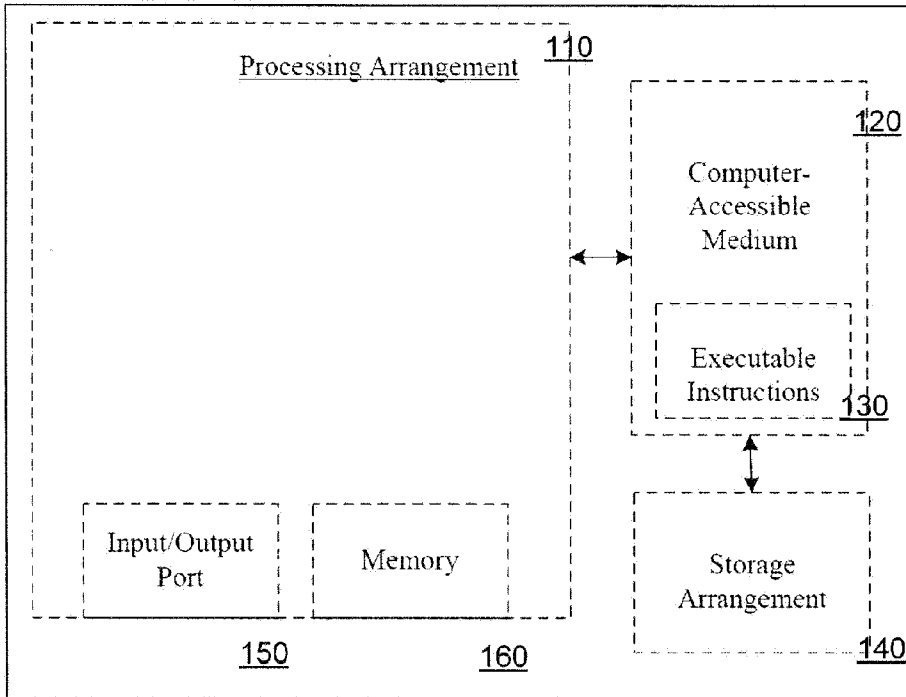 110
Processing Arrangement
120
Computer-
Accessible
Medium
Executable
Instructions
130
Input/Output
Port
Memory
Storage
Arrangement
150
160
140